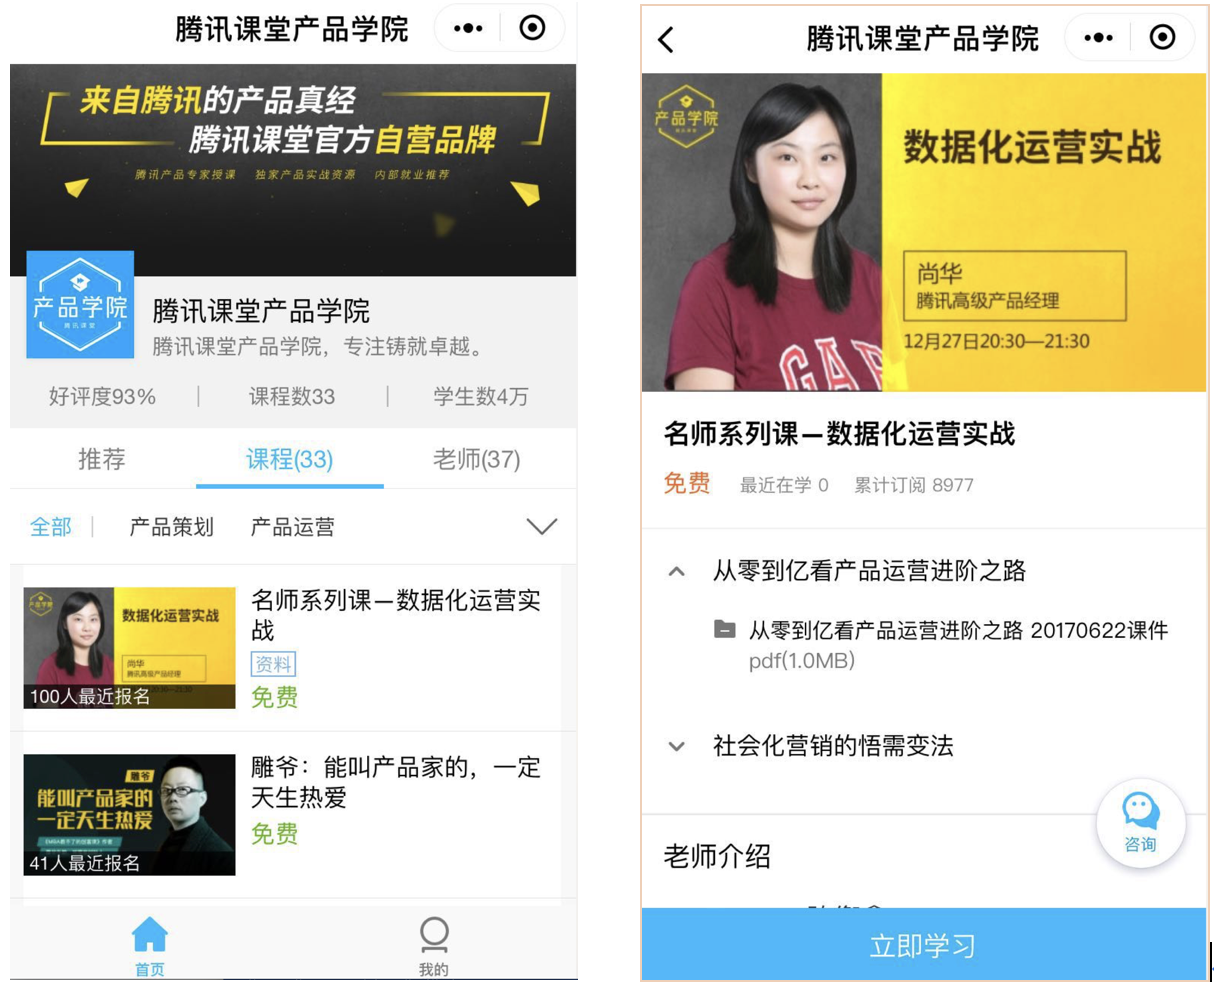 腾讯课堂产品学院
来自腾讯的产品真经
腾讯课堂官方自营品牌
腾讯产品专家授课 独家产品实战资源 内部就业推荐
产品学院
腾讯课堂
腾讯课堂产品学院
腾讯课堂产品学院，专注铸就卓越。
好评度93% | 课程数33 | 学生数4万
推荐 课程(33) 老师(37)
全部 | 产品策划 产品运营
产品学院
数据化运营实战
尚华
腾讯高级产品经理
100人最近报名
名师系列课—数据化运营实
战
资料
免费
雕爷
能叫产品家的
一定天生热爱
41人最近报名
雕爷：能叫产品家的，一定
天生热爱
免费
首页 我的
腾讯课堂产品学院
产品学院
数据化运营实战
尚华
腾讯高级产品经理
12月27日20:30—21:30
GAP
名师系列课—数据化运营实战
免费 最近在学 0 累计订阅 8977
从零到亿看产品运营进阶之路
从零到亿看产品运营进阶之路 20170622课件
pdf(1.0MB)
社会化营销的悟需变法
咨询
老师介绍
立即学习